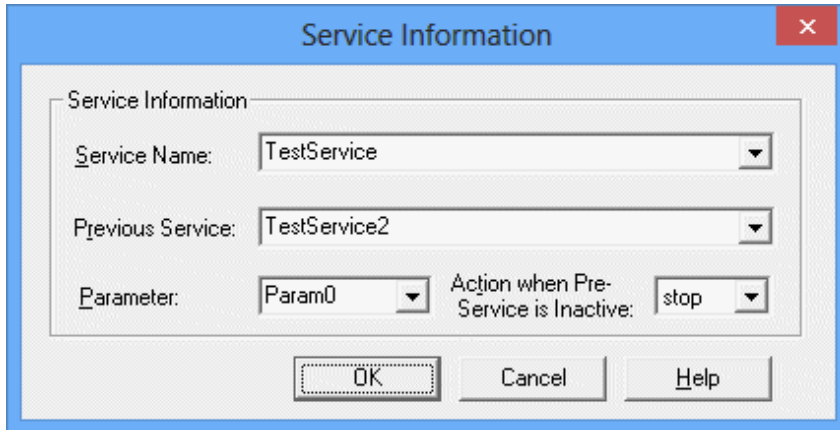 Service Information
Service Information
Service Name:
TestService
Previous Service:
TestService2
Parameter:
Param0
Action when Pre-
Service is Inactive:
stop
OK
Cancel
Help